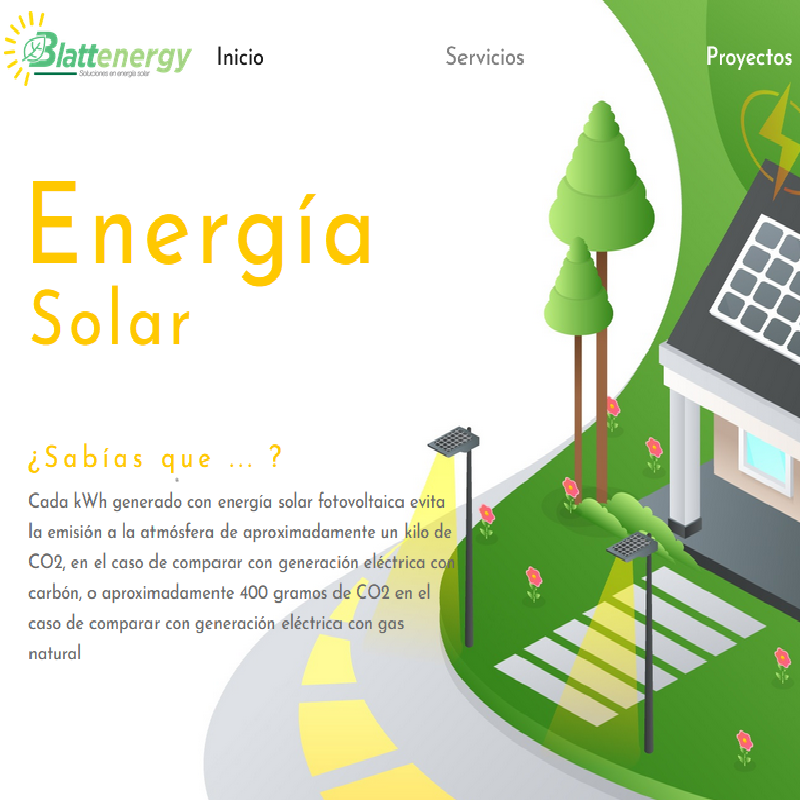 Blattenergy
Soluciones en energía solar
Inicio
Servicios
Proyectos
Energía
Solar
¿Sabías que ... ?
Cada kWh generado con energía solar fotovoltaica evita
la emisión a la atmósfera de aproximadamente un kilo de
CO2, en el caso de comparar con generación eléctrica con
carbón, o aproximadamente 400 gramos de CO2 en el
caso de comparar con generación eléctrica con gas
natural